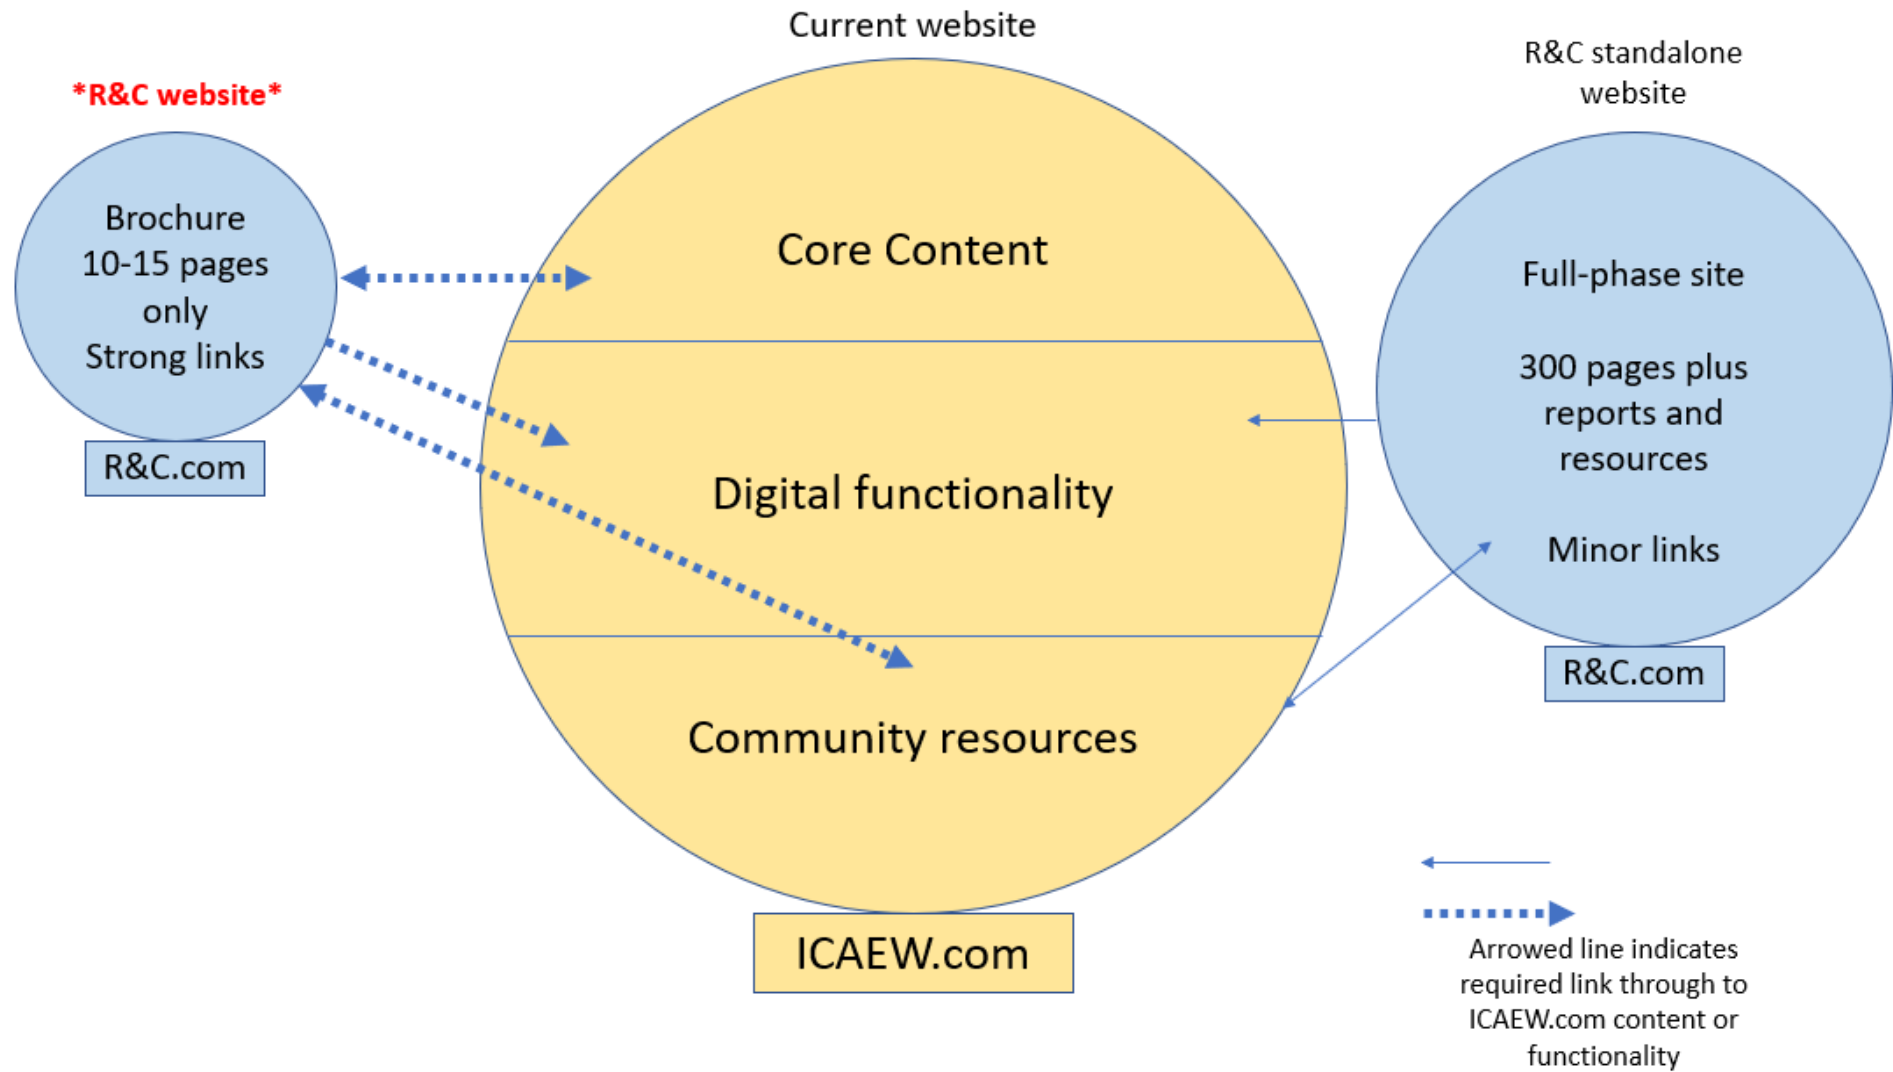 Current website
*R&C website*
R&C standalone
website
Brochure
10-15 pages
only
Strong links
R&C.com
Core Content
Digital functionality
Community resources
ICAEW.com
Full-phase site
300 pages plus
reports and
resources
Minor links
R&C.com
Arrowed line indicates
required link through to
ICAEW.com content or
functionality